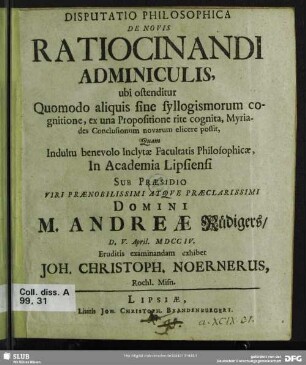 DISPUTATIO PHILOSOPHICA
DE NOVIS
RATIOCINANDI
ADMINICULIS,
ubi ostenditur
Quomodo aliquis sine syllogismorum co-
gnitione, ex una Propositione rite cognita, Myria-
des Conclusionum novarum elicere possit,
Quam
Indultu benevolo Inclytæ Facultatis Philosophicæ,
In Academia Lipsiensi
SUB PRÆSIDIO
VIRI PRÆNOBILISSIMI ATQVE PRÆCLARISSIMI
DOMINI
M. ANDREÆ Rüdigers/
D. V. April. MDCCIV.
Eruditis examinandam exhibet
JOH. CHRISTOPH. NOERNERUS,
Rochl. Misn.
LIPSIÆ,
Literis JOH. CHRISTOPH. BRANDENBURGERI.
Coll. diss. A
99, 31
SLUB
DFG